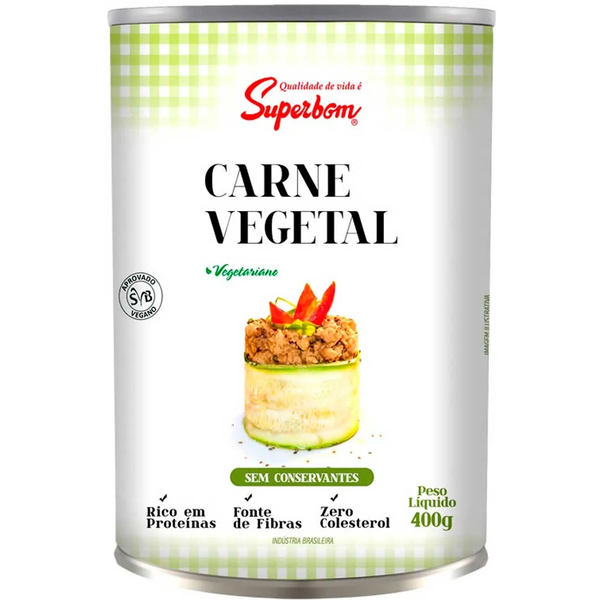 Qualidade de vida é
Superbom®
CARNE
VEGETAL
Vegetariano
APROVADO
SVB
VEGANO
IMAGEM ILUSTRATIVA
SEM CONSERVANTES
Rico em
Proteínas
Fonte
de Fibras
Zero
Colesterol
Peso
Líquido
400g
INDÚSTRIA BRASILEIRA